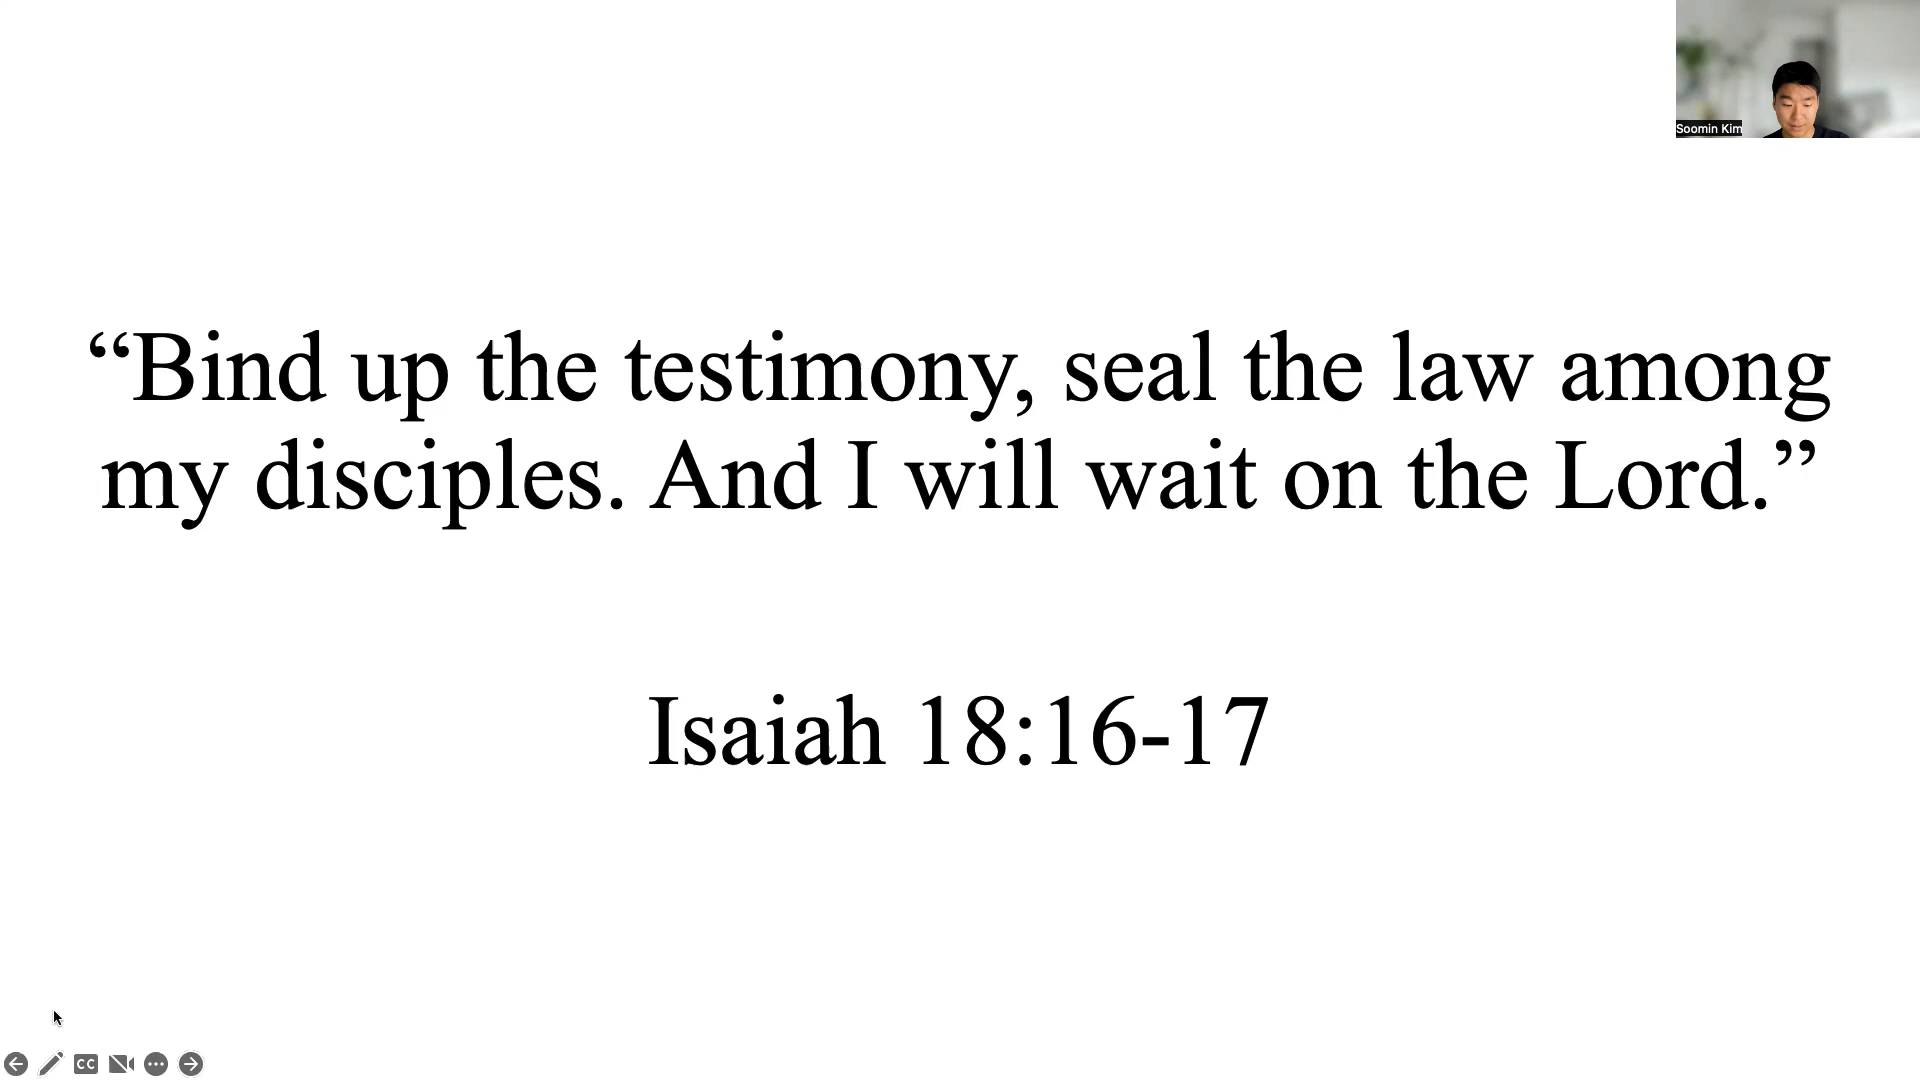 Soomin Kim
“Bind up the testimony, seal the law among
my disciples. And I will wait on the Lord.”
Isaiah 18:16-17
CC